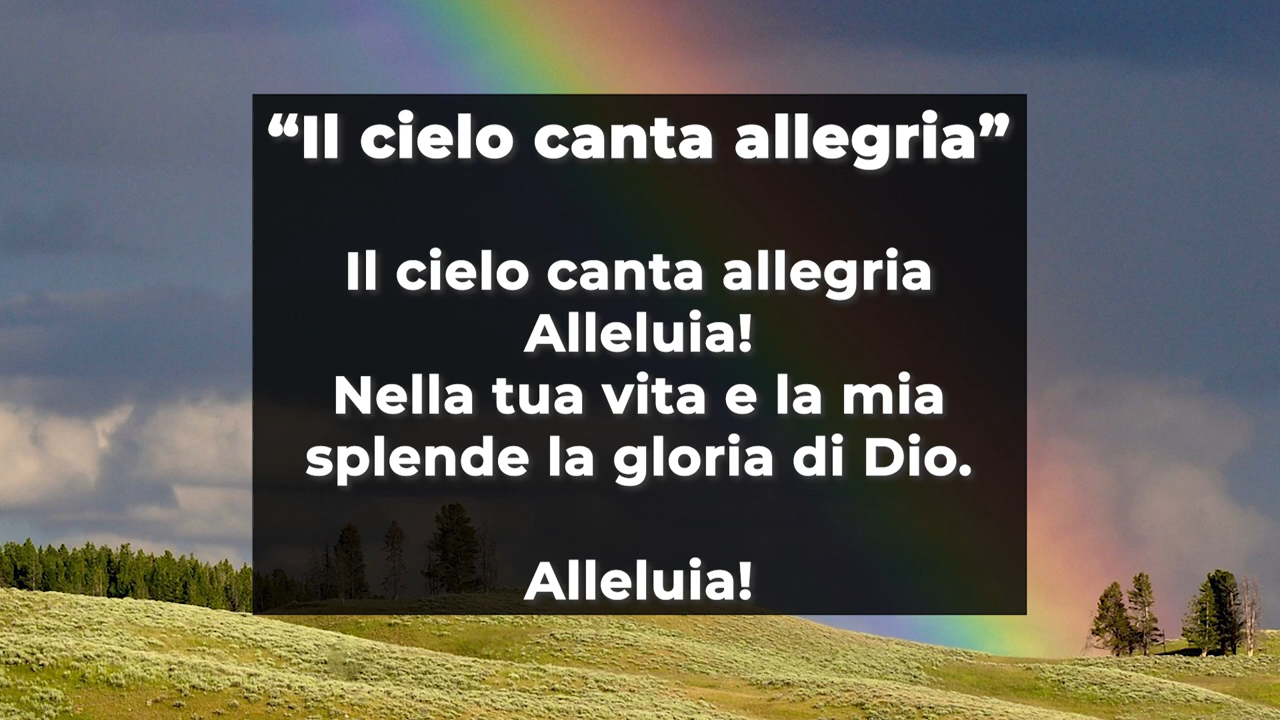 “Il cielo canta allegria”
Il cielo canta allegria
Alleluia!
Nella tua vita e la mia
splende la gloria di Dio.
Alleluia!